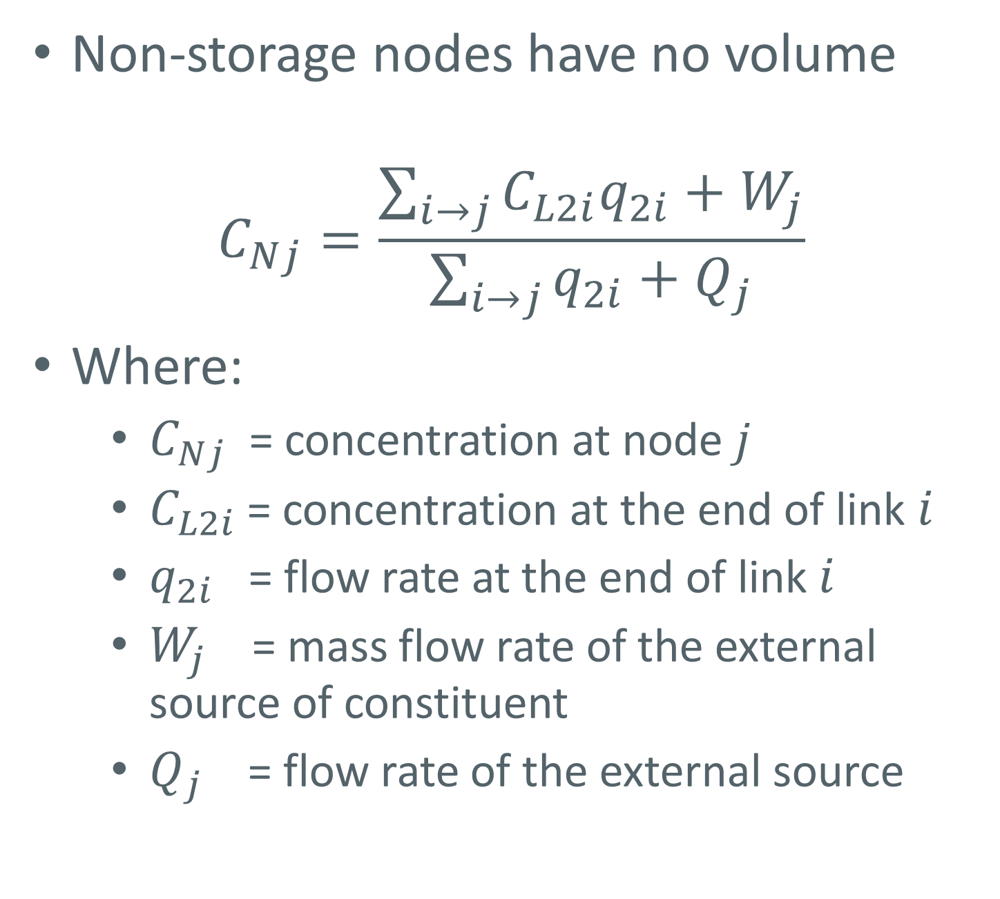 • Non-storage nodes have no volume
C_{Nj} = \frac{\sum_{i→j} C_{L2i} q_{2i} + W_j}{\sum_{i→j} q_{2i} + Q_j}
• Where:
• C_{Nj} = concentration at node j
• C_{L2i} = concentration at the end of link i
• q_{2i} = flow rate at the end of link i
• W_j = mass flow rate of the external
source of constituent
• Q_j = flow rate of the external source